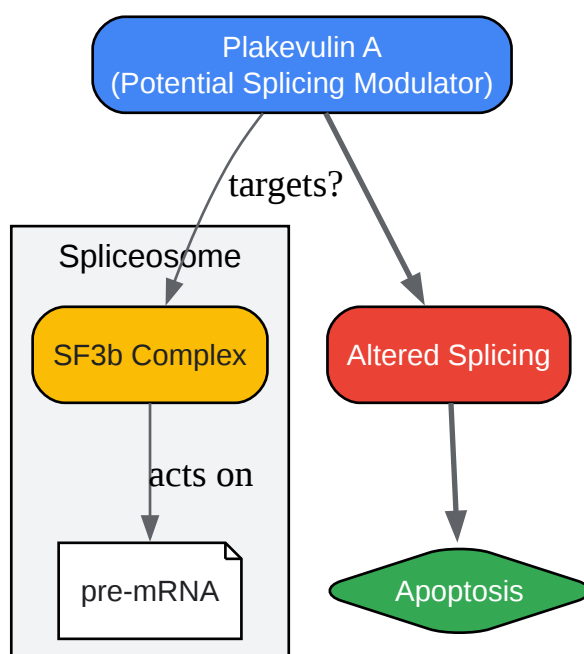 Plakevulin A
(Potential Splicing Modulator)
targets?
Spliceosome
SF3b Complex
Altered Splicing
acts on
pre-mRNA
Apoptosis